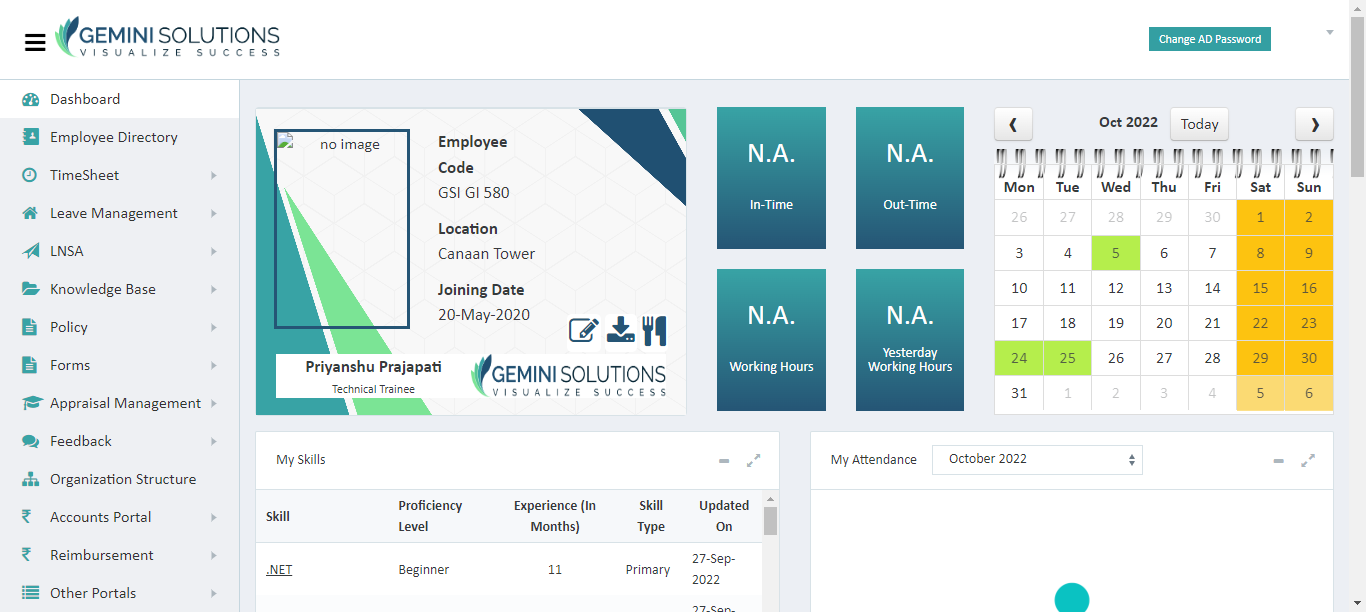 GEMINI SOLUTIONS
VISUALIZE SUCCESS
Change AD Password
Dashboard
Employee Directory
TimeSheet
Leave Management
LNSA
Knowledge Base
Policy
Forms
Appraisal Management
Feedback
Organization Structure
₹ Accounts Portal
₹ Reimbursement
Other Portals
no image
Employee
Code
GSI GI 580
Location
Canaan Tower
Joining Date
20-May-2020
Priyanshu Prajapati
Technical Trainee
GEMINI SOLUTIONS
VISUALIZE SUCCESS
N.A.
In-Time
N.A.
Out-Time
N.A.
Working Hours
N.A.
Yesterday
Working Hours
❮ Oct 2022 Today ❯
Mon Tue Wed Thu Fri Sat Sun
26 27 28 29 30 1 2
3 4 5 6 7 8 9
10 11 12 13 14 15 16
17 18 19 20 21 22 23
24 25 26 27 28 29 30
31 1 2 3 4 5 6
My Skills
Skill Proficiency Level Experience (In Months) Skill Type Updated On
.NET Beginner 11 Primary 27-Sep-2022
27-Sep-
My Attendance October 2022